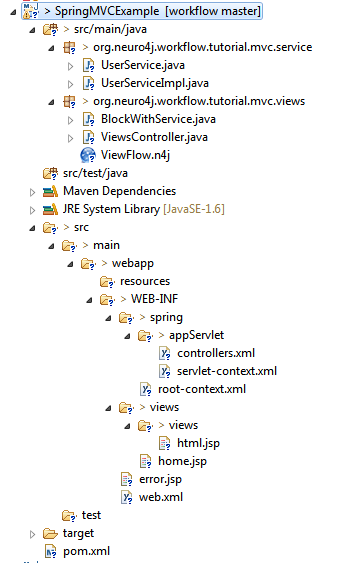 > SpringMVCExample [workflow master]
> src/main/java
> org.neuro4j.workflow.tutorial.mvc.service
> UserService.java
> UserServiceImpl.java
> org.neuro4j.workflow.tutorial.mvc.views
> BlockWithService.java
> ViewsController.java
ViewFlow.n4j
src/test/java
Maven Dependencies
JRE System Library [JavaSE-1.6]
> src
> main
> webapp
resources
> WEB-INF
> spring
> appServlet
controllers.xml
servlet-context.xml
root-context.xml
> views
> views
html.jsp
home.jsp
error.jsp
web.xml
test
target
pom.xml